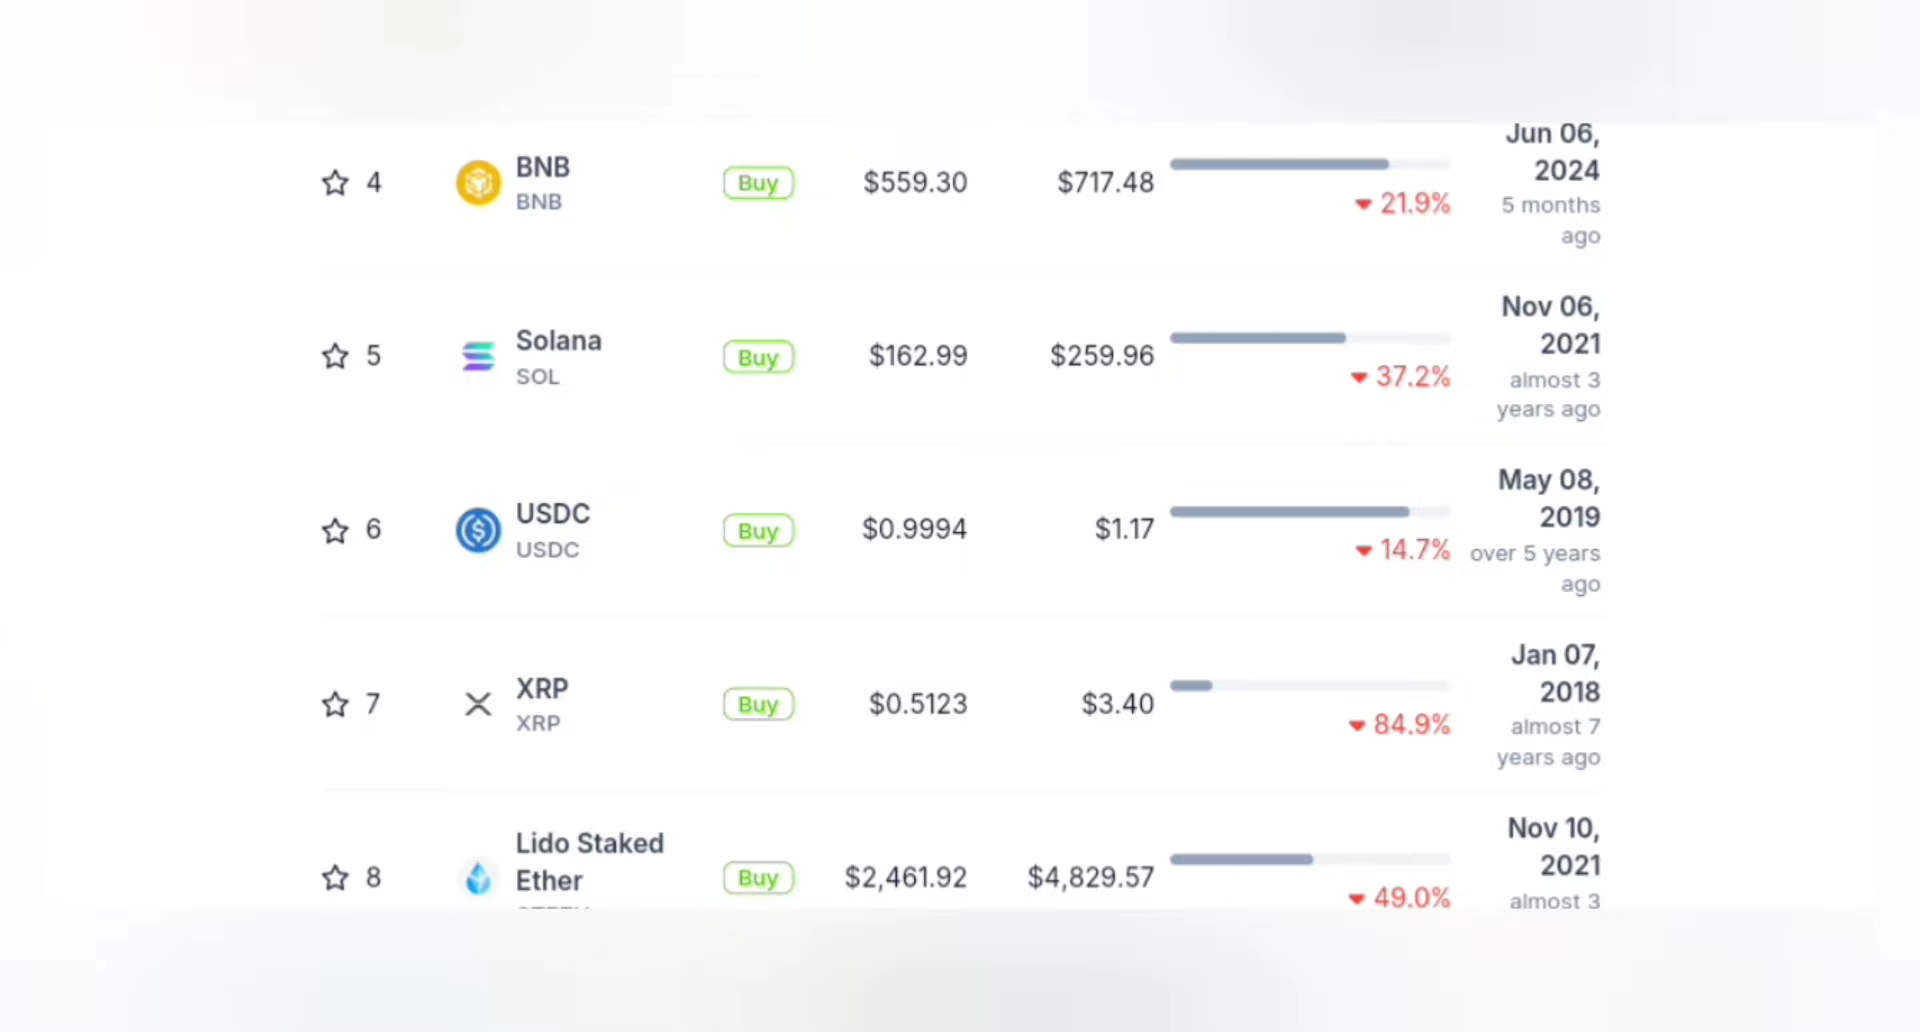 4 BNB BNB Buy $559.30 $717.48 21.9% Jun 06, 2024 5 months ago
5 Solana SOL Buy $162.99 $259.96 37.2% Nov 06, 2021 almost 3 years ago
6 USDC USDC Buy $0.9994 $1.17 14.7% May 08, 2019 over 5 years ago
7 XRP XRP Buy $0.5123 $3.40 84.9% Jan 07, 2018 almost 7 years ago
8 Lido Staked Ether Buy $2,461.92 $4,829.57 49.0% Nov 10, 2021 almost 3